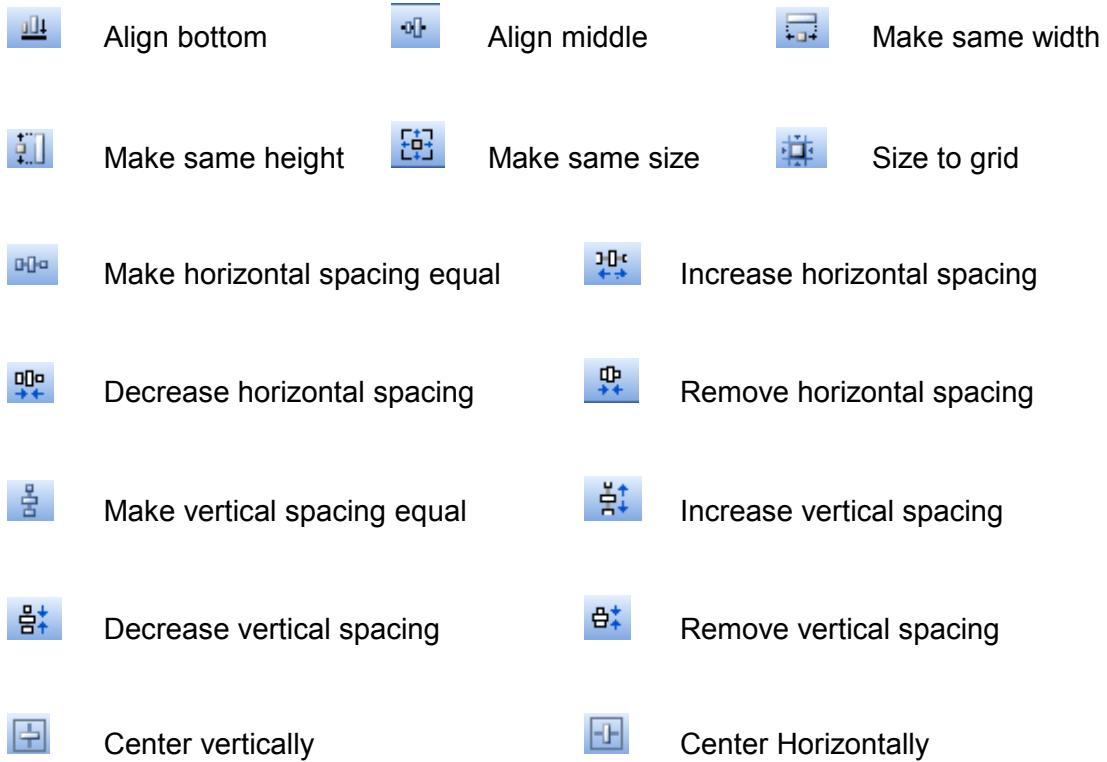 Align bottom Align middle Make same width
Make same height Make same size Size to grid
Make horizontal spacing equal Increase horizontal spacing
Decrease horizontal spacing Remove horizontal spacing
Make vertical spacing equal Increase vertical spacing
Decrease vertical spacing Remove vertical spacing
Center vertically Center Horizontally